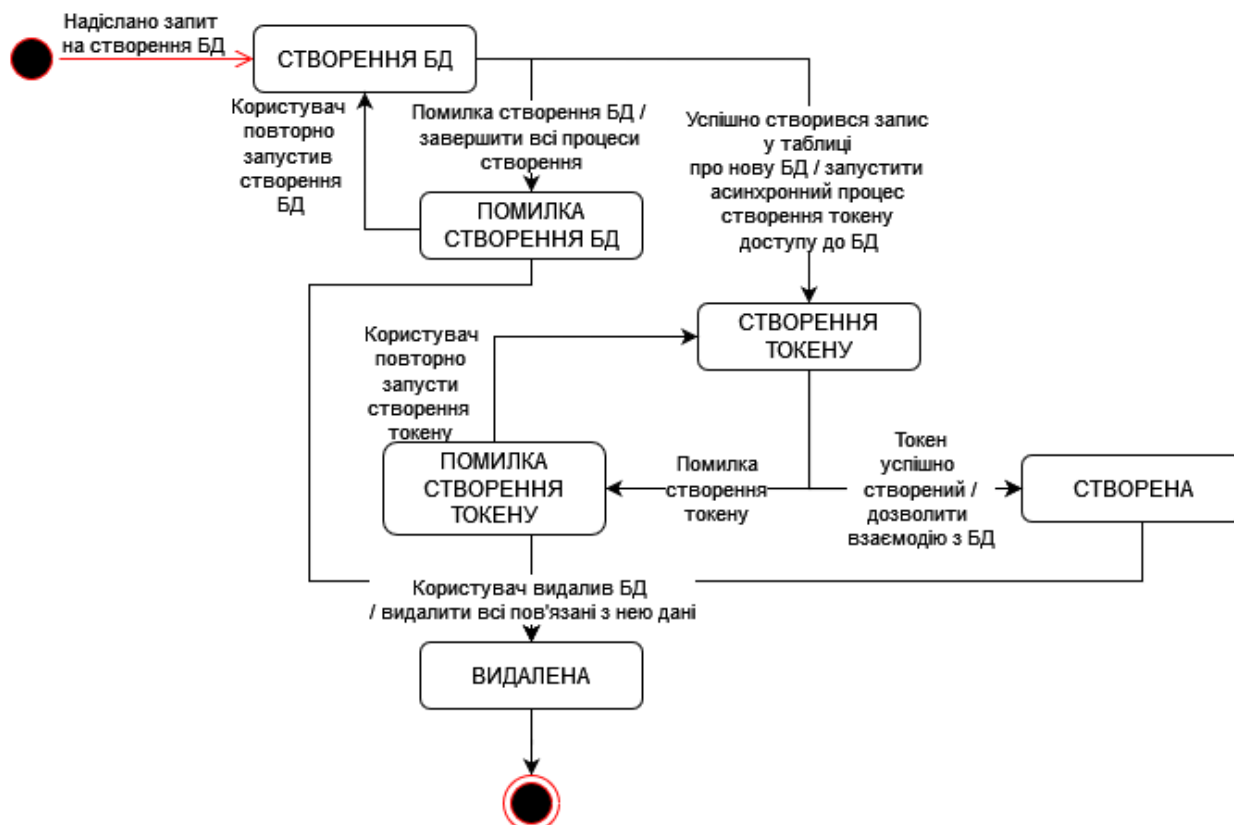 Надіслано запит
на створення БД
СТВОРЕННЯ БД
Користувач
повторно
запустив
створення
БД
Помилка створення БД /
завершити всі процеси
створення
Успішно створився запис
у таблиці
про нову БД / запустити
асинхронний процес
створення токену
доступу до БД
ПОМИЛКА
СТВОРЕННЯ БД
СТВОРЕННЯ
ТОКЕНУ
Користувач
повторно
запусти
створення
токену
ПОМИЛКА
СТВОРЕННЯ
ТОКЕНУ
Помилка
створення
токену
Токен
успішно
створений /
дозволити
взаємодію з БД
СТВОРЕНА
Користувач видалив БД
/ видалити всі пов'язані з нею дані
ВИДАЛЕНА